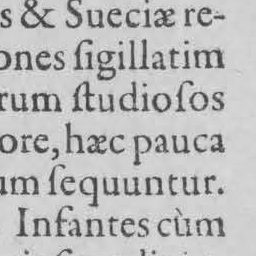 s & Sueciæ re-
ones ſigillatim
rum ſtudioſos
ore, hæc pauca
um ſequuntur.
Infantes cùm